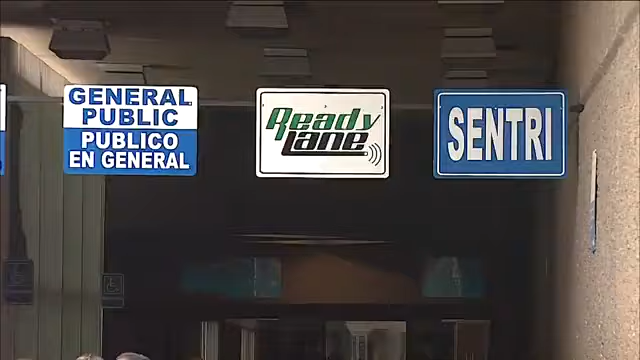 GENERAL
PUBLIC
PUBLICO
EN GENERAL
Ready
Lane
SENTRI